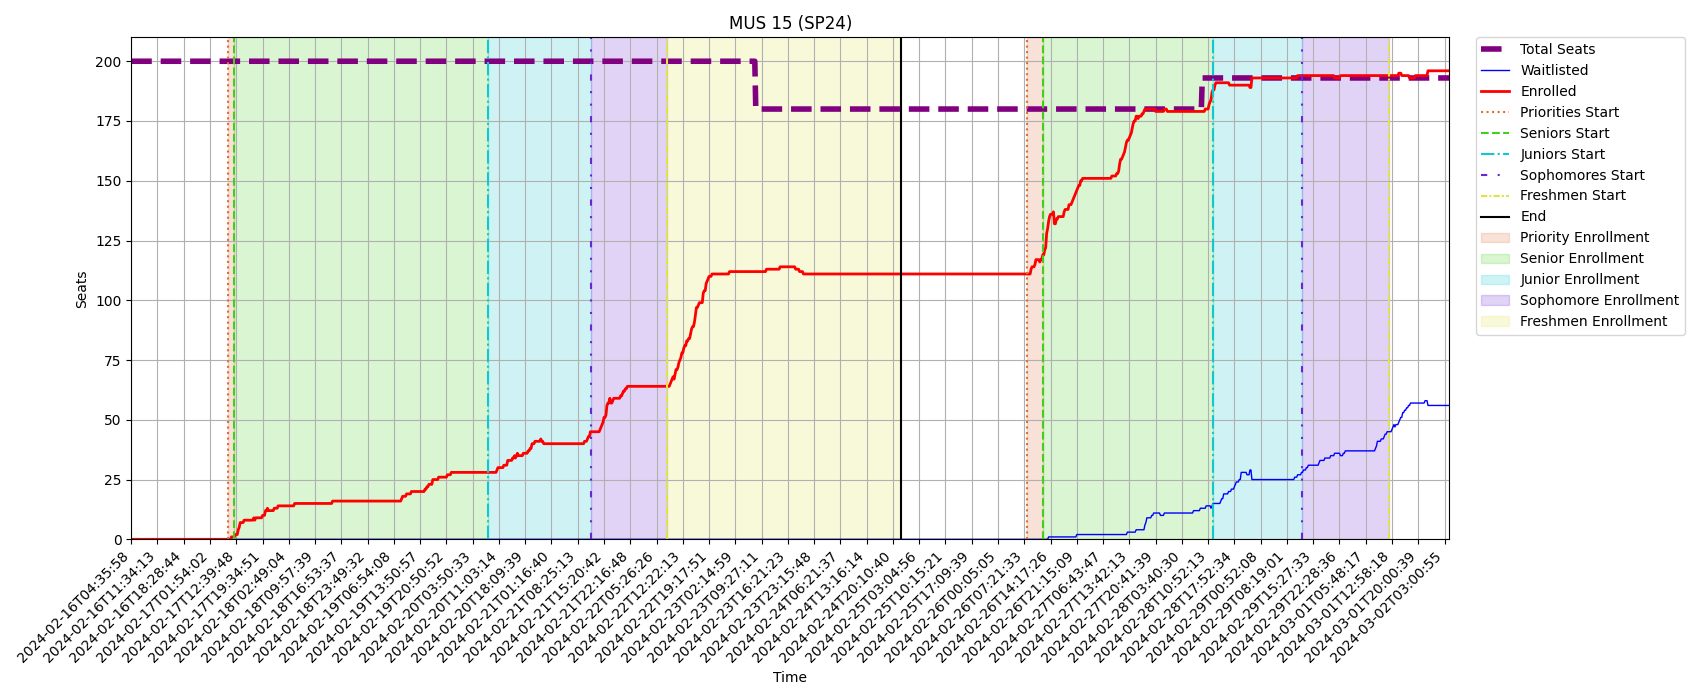 MUS 15 (SP24)
Seats
200
175
150
125
100
75
50
25
0
2024-02-16T04:35:58
2024-02-16T11:34:13
2024-02-16T18:28:44
2024-02-17T01:54:02
2024-02-17T12:39:48
2024-02-17T19:34:51
2024-02-18T02:49:04
2024-02-18T09:57:39
2024-02-18T16:53:37
2024-02-18T23:49:32
2024-02-19T06:54:08
2024-02-19T13:50:57
2024-02-19T20:50:52
2024-02-20T03:50:33
2024-02-20T11:03:14
2024-02-20T18:09:39
2024-02-21T01:16:40
2024-02-21T08:25:13
2024-02-21T15:20:42
2024-02-21T22:16:48
2024-02-22T05:26:26
2024-02-22T12:22:13
2024-02-22T19:17:51
2024-02-23T02:14:59
2024-02-23T09:27:11
2024-02-23T16:21:23
2024-02-23T23:15:48
2024-02-24T06:21:37
2024-02-24T13:16:14
2024-02-24T20:10:40
2024-02-25T03:04:56
2024-02-25T10:15:21
2024-02-25T17:09:39
2024-02-26T00:05:05
2024-02-26T07:21:33
2024-02-26T14:17:26
2024-02-26T21:15:09
2024-02-27T06:43:47
2024-02-27T13:42:13
2024-02-27T20:41:39
2024-02-28T03:40:30
2024-02-28T10:52:13
2024-02-28T17:52:34
2024-02-29T00:52:08
2024-02-29T08:19:01
2024-02-29T15:27:33
2024-02-29T22:28:36
2024-03-01T05:48:17
2024-03-01T12:58:18
2024-03-01T20:00:39
2024-03-02T03:00:55
Time
Total Seats
Waitlisted
Enrolled
Priorities Start
Seniors Start
Juniors Start
Sophomores Start
Freshmen Start
End
Priority Enrollment
Senior Enrollment
Junior Enrollment
Sophomore Enrollment
Freshmen Enrollment